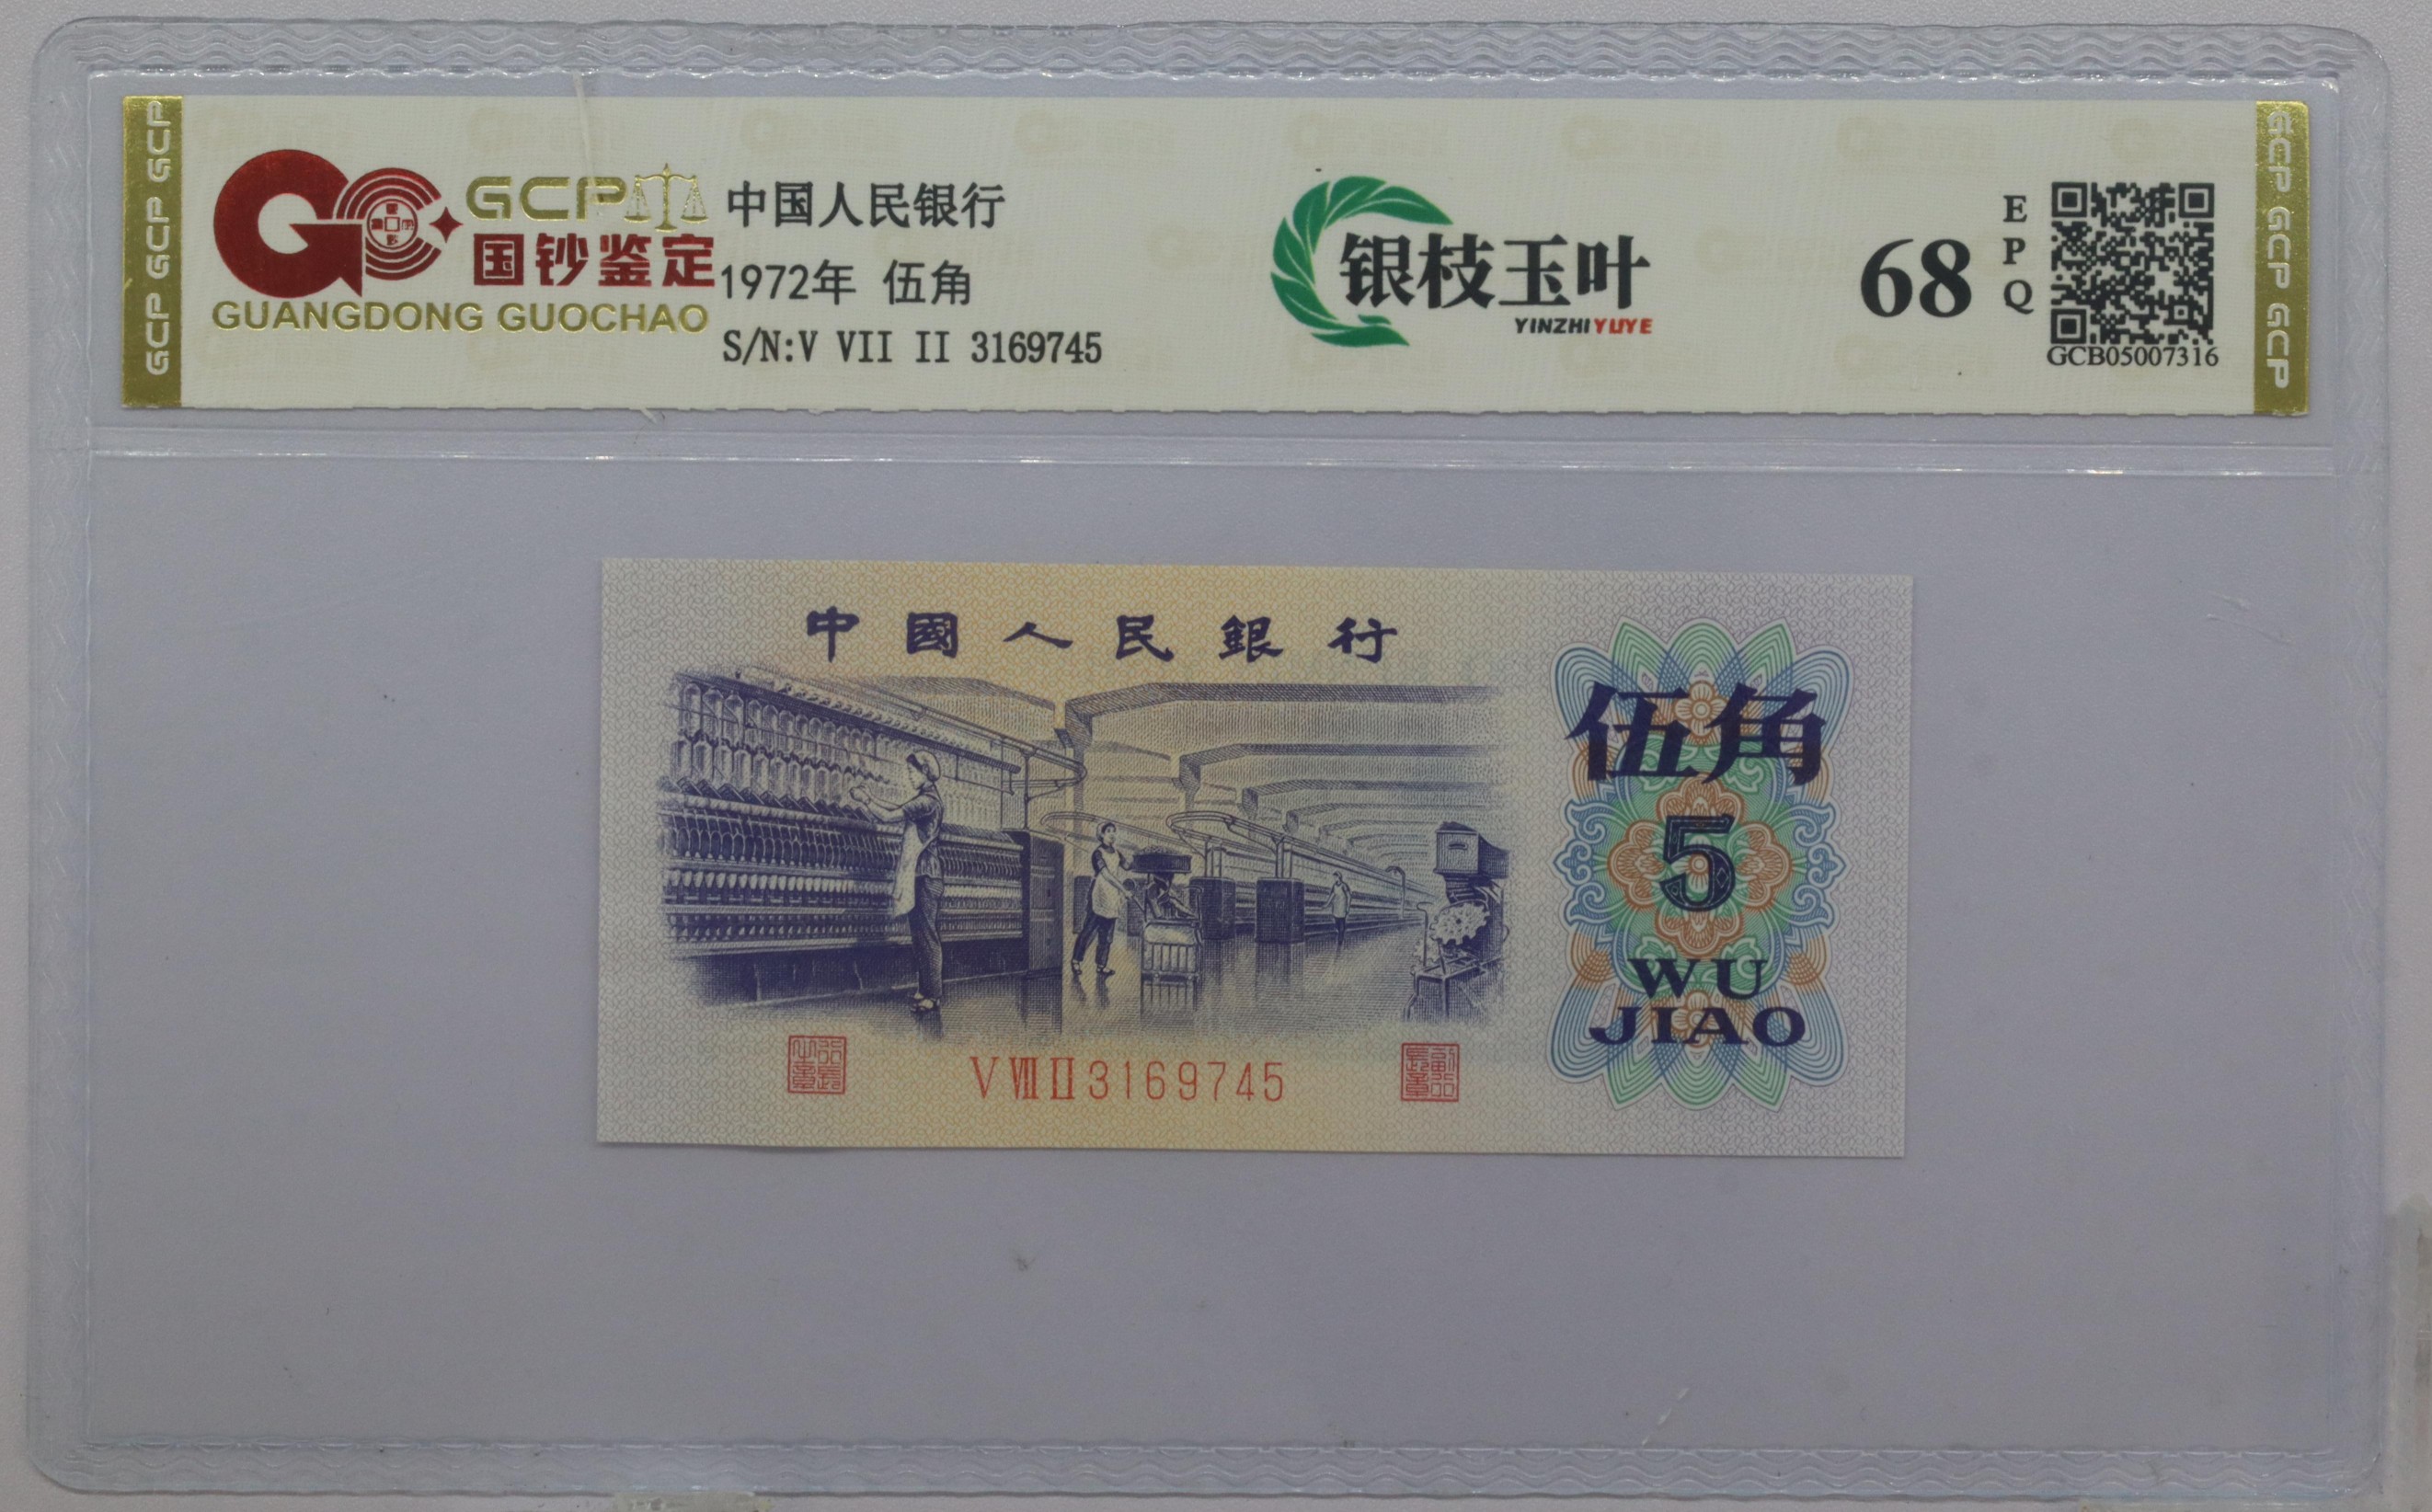 GCP GCP GCP
GCP
国钞鉴定
GUANGDONG GUOCHAO
中国人民银行
1972年 伍角
S/N:V VII II 3169745
银枝玉叶
YINZHIYUYE
68
EPQ
GCB05007316
GCP GCP GCP
中國人民銀行
伍角
5
WU
JIAO
V VII II 3169745